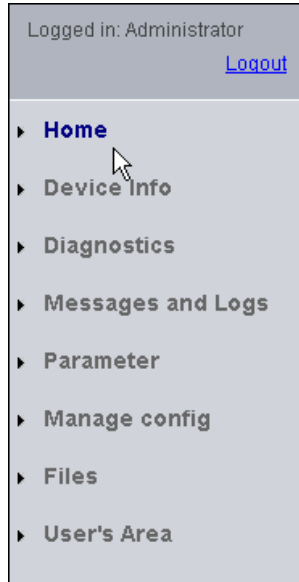 Logged in: Administrator
Logout
Home
Device Info
Diagnostics
Messages and Logs
Parameter
Manage config
Files
User's Area